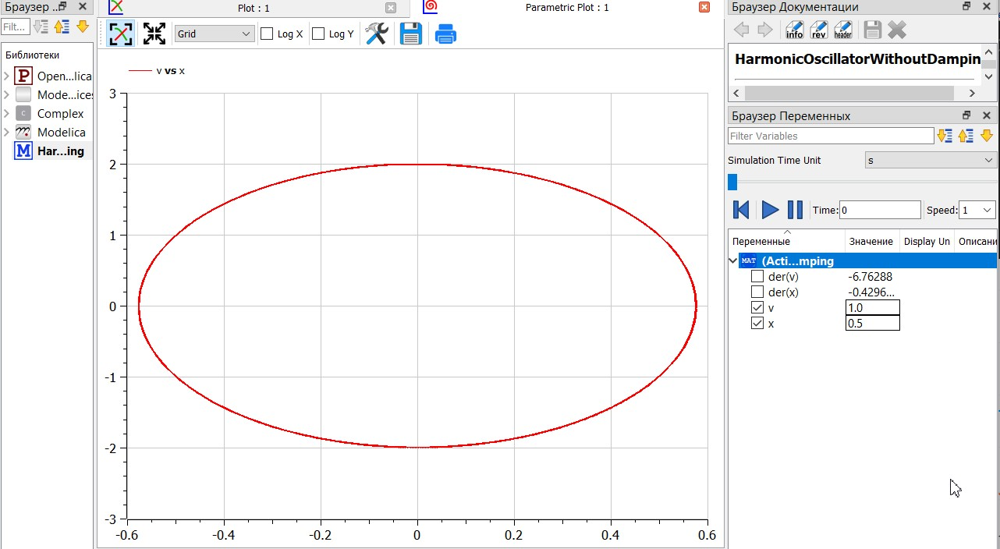 Браузер ..
Filt...
Библиотеки
Open...lica
Mode...ices
Complex
Modelica
Har...ing
Plot : 1
Parametric Plot : 1
Grid
Log X
Log Y
v vs x
3
2
1
0
-1
-2
-3
-0.6
-0.4
-0.2
0
0.2
0.4
0.6
Браузер Документации
info
rev
header
HarmonicOscillatorWithoutDampin
Браузер Переменных
Filter Variables
Simulation Time Unit
s
Time: 0
Speed: 1
Переменные Значение Display Un Описани
MAT (Acti...mping
der(v) -6.76288
der(x) -0.4296...
v 1.0
x 0.5